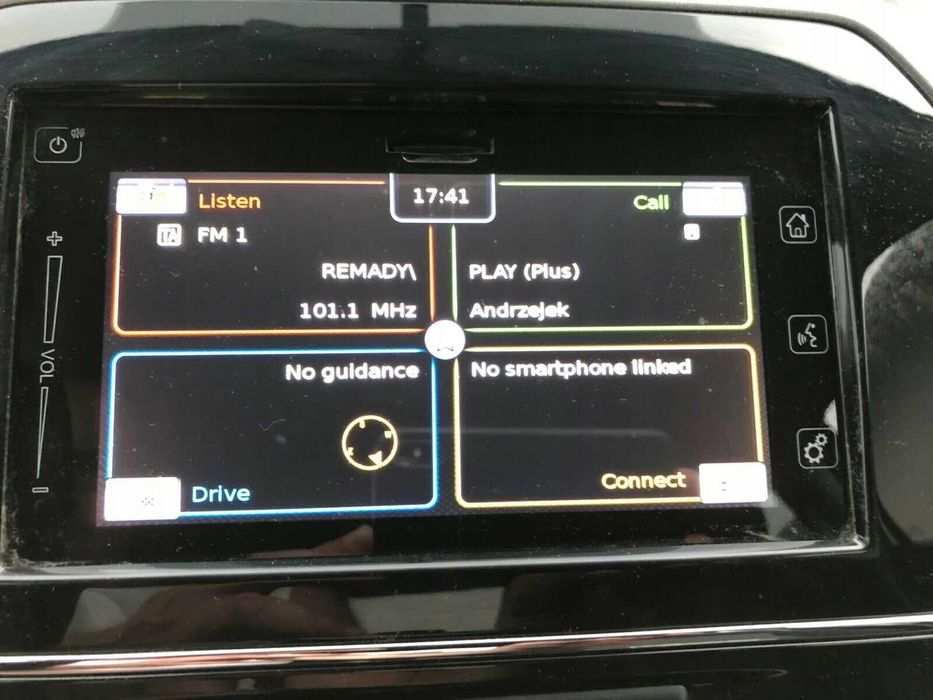 17:41
Listen
TA
FM 1
REMADY\
101.1 MHz
Call
PLAY (Plus)
Andrzejek
No guidance
S
W
E
Drive
No smartphone linked
Connect
+
VOL
-